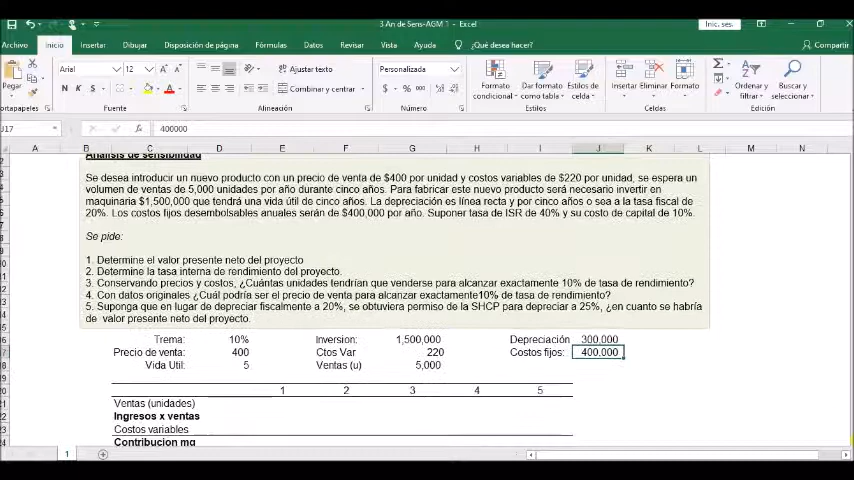 3 An de Sens-AGM 1 - Excel
Inic. ses.
Archivo Inicio Insertar Dibujar Disposición de página Fórmulas Datos Revisar Vista Ayuda ¿Qué desea hacer? Compartir
Pegar
Arial 12
N K S
Ajustar texto
Combinar y centrar
Personalizada
$ % 000
Formato condicional
Dar formato como tabla
Estilos de celda
Insertar Eliminar Formato
Ordenar y filtrar
Buscar y seleccionar
Portapapeles Fuente Alineación Número Estilos Celdas Edición
J17 fx 400000
A B C D E F G H I J K L M N
Analisis de sensibilidad
Se desea introducir un nuevo producto con un precio de venta de $400 por unidad y costos variables de $220 por unidad, se espera un
volumen de ventas de 5,000 unidades por año durante cinco años. Para fabricar este nuevo producto será necesario invertir en
maquinaria $1,500,000 que tendrá una vida útil de cinco años. La depreciación es línea recta y por cinco años o sea a la tasa fiscal de
20%. Los costos fijos desembolsables anuales serán de $400,000 por año. Suponer tasa de ISR de 40% y su costo de capital de 10%.
Se pide:
1. Determine el valor presente neto del proyecto
2. Determine la tasa interna de rendimiento del proyecto.
3. Conservando precios y costos, ¿Cuántas unidades tendrían que venderse para alcanzar exactamente 10% de tasa de rendimiento?
4. Con datos originales ¿Cuál podría ser el precio de venta para alcanzar exactamente10% de tasa de rendimiento?
5. Suponga que en lugar de depreciar fiscalmente a 20%, se obtuviera permiso de la SHCP para depreciar a 25%, ¿en cuanto se habría
de valor presente neto del proyecto.
Trema: 10% Inversion: 1,500,000 Depreciación 300,000
Precio de venta: 400 Ctos Var 220 Costos fijos: 400,000
Vida Util: 5 Ventas (u) 5,000
1 2 3 4 5
Ventas (unidades)
Ingresos x ventas
Costos variables
Contribucion mg
1